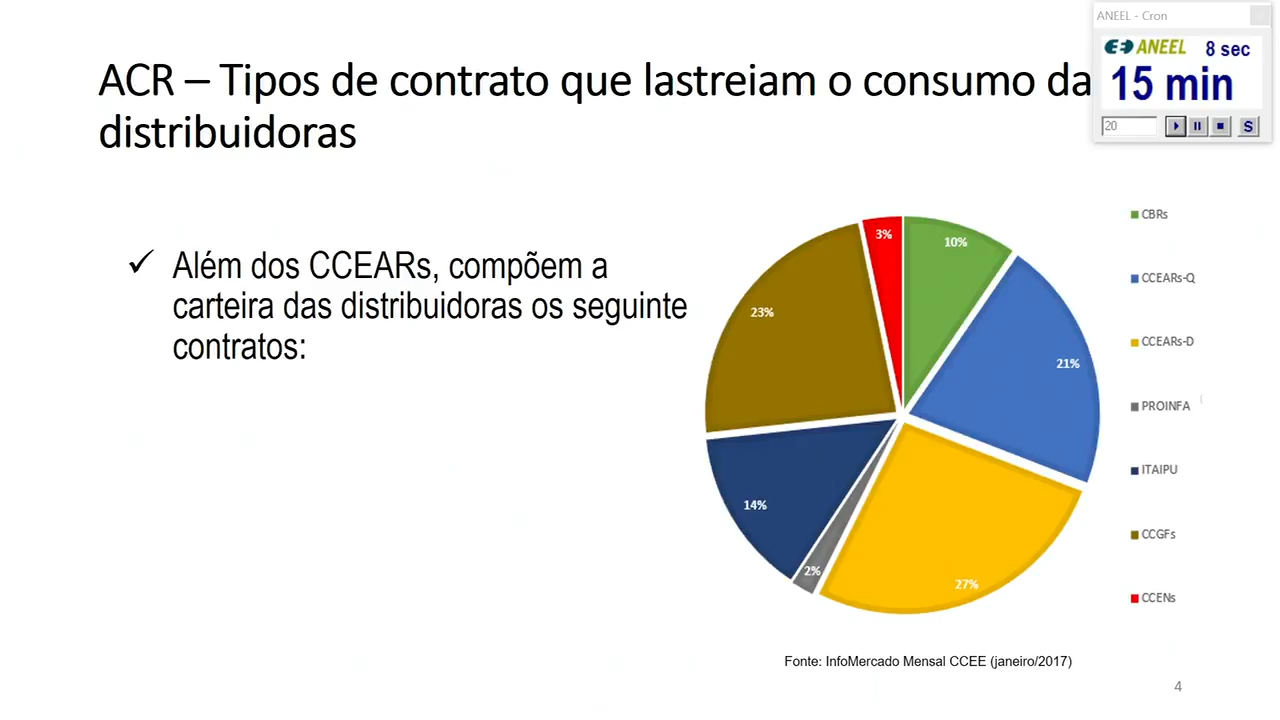 ANEEL - Cron
ANEEL 8 sec
15 min
20
S
ACR – Tipos de contrato que lastreiam o consumo da
distribuidoras
Além dos CCEARs, compõem a
carteira das distribuidoras os seguinte
contratos:
3%
10%
23%
21%
14%
2%
27%
CBRs
CCEARs-Q
CCEARs-D
PROINFA
ITAIPU
CCGFs
CCENs
Fonte: InfoMercado Mensal CCEE (janeiro/2017)
4